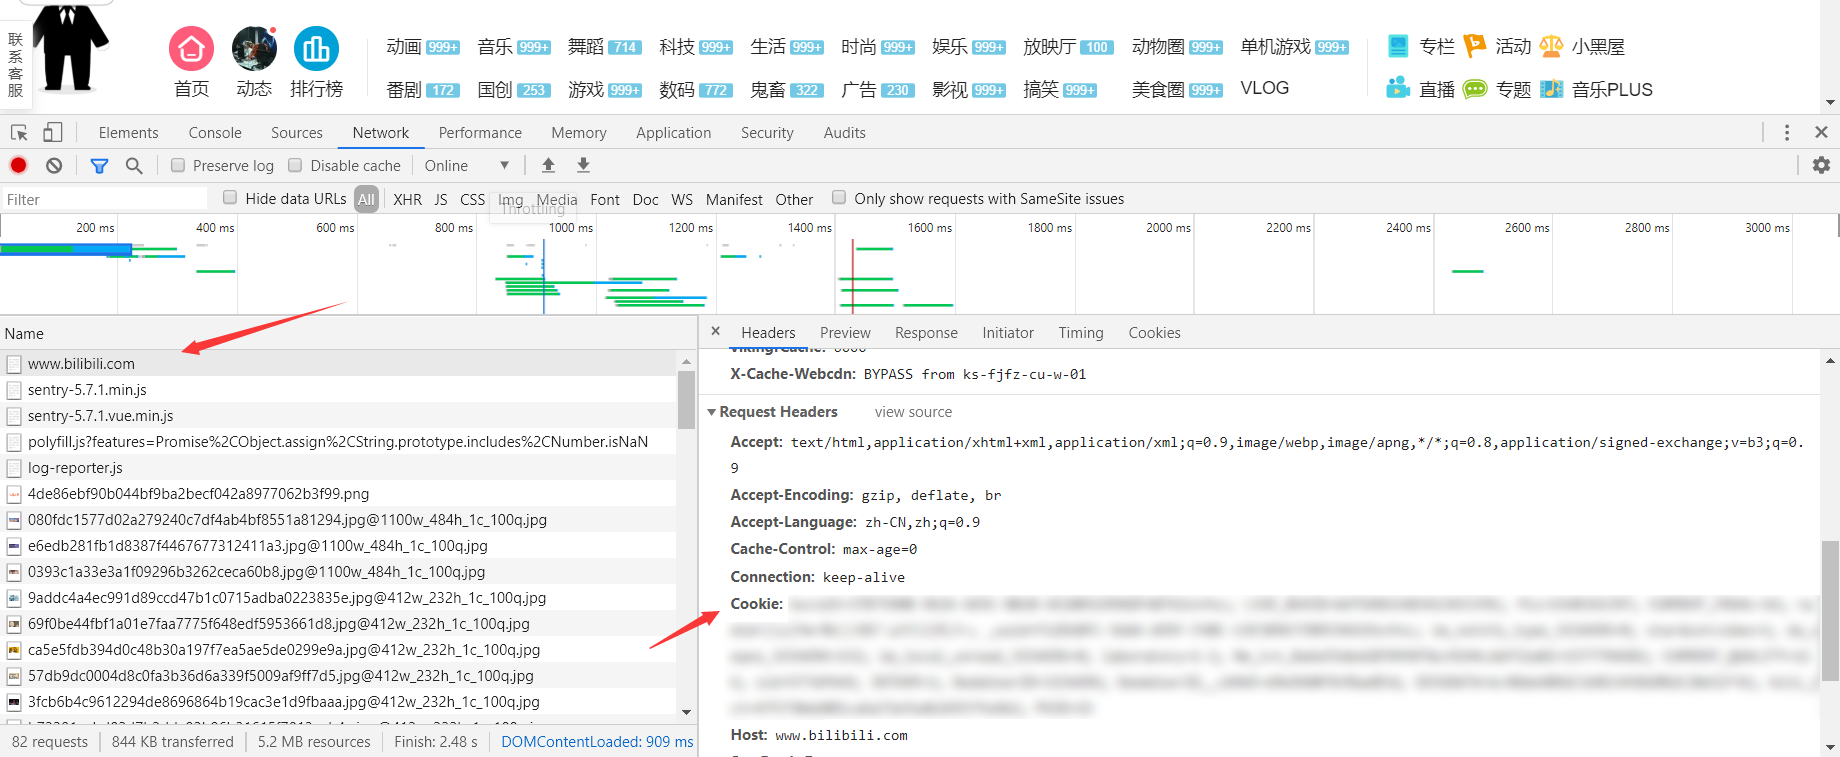 联系客服
首页 动态 排行榜
动画 999+ 音乐 999+ 舞蹈 714 科技 999+ 生活 999+ 时尚 999+ 娱乐 999+ 放映厅 100 动物圈 999+ 单机游戏 999+ 专栏 活动 小黑屋
番剧 172 国创 253 游戏 999+ 数码 772 鬼畜 322 广告 230 影视 999+ 搞笑 999+ 美食圈 999+ VLOG 直播 专题 音乐PLUS
Elements Console Sources Network Performance Memory Application Security Audits
Preserve log Disable cache Online
Filter Hide data URLs All XHR JS CSS Img Media Font Doc WS Manifest Other Only show requests with SameSite issues
Throttling
200 ms 400 ms 600 ms 800 ms 1000 ms 1200 ms 1400 ms 1600 ms 1800 ms 2000 ms 2200 ms 2400 ms 2600 ms 2800 ms 3000 ms
Name
www.bilibili.com
sentry-5.7.1.min.js
sentry-5.7.1.vue.min.js
polyfill.js?features=Promise%2CObject.assign%2CString.prototype.includes%2CNumber.isNaN
log-reporter.js
4de86ebf90b044bf9ba2becf042a8977062b3f99.png
080fdc1577d02a279240c7df4ab4bf8551a81294.jpg@1100w_484h_1c_100q.jpg
e6edb281fb1d8387f4467677312411a3.jpg@1100w_484h_1c_100q.jpg
0393c1a33e3a1f09296b3262ceca60b8.jpg@1100w_484h_1c_100q.jpg
9addc4a4ec991d89ccd47b1c0715adba0223835e.jpg@412w_232h_1c_100q.jpg
69f0be44fbf1a01e7faa7775f648edf5953661d8.jpg@412w_232h_1c_100q.jpg
ca5e5fdb394d0c48b30a197f7ea5ae5de0299e9a.jpg@412w_232h_1c_100q.jpg
57db9dc0004d8c0fa3b36d6a339f5009af9ff7d5.jpg@412w_232h_1c_100q.jpg
3fcb6b4c9612294de8696864b19cac3e1d9fbaaa.jpg@412w_232h_1c_100q.jpg
82 requests 844 KB transferred 5.2 MB resources Finish: 2.48 s DOMContentLoaded: 909 ms
Headers Preview Response Initiator Timing Cookies
X-Cache-Webcdn: BYPASS from ks-fjfz-cu-w-01
Request Headers view source
Accept: text/html,application/xhtml+xml,application/xml;q=0.9,image/webp,image/apng,*/*;q=0.8,application/signed-exchange;v=b3;q=0.
9
Accept-Encoding: gzip, deflate, br
Accept-Language: zh-CN,zh;q=0.9
Cache-Control: max-age=0
Connection: keep-alive
Cookie:
Host: www.bilibili.com